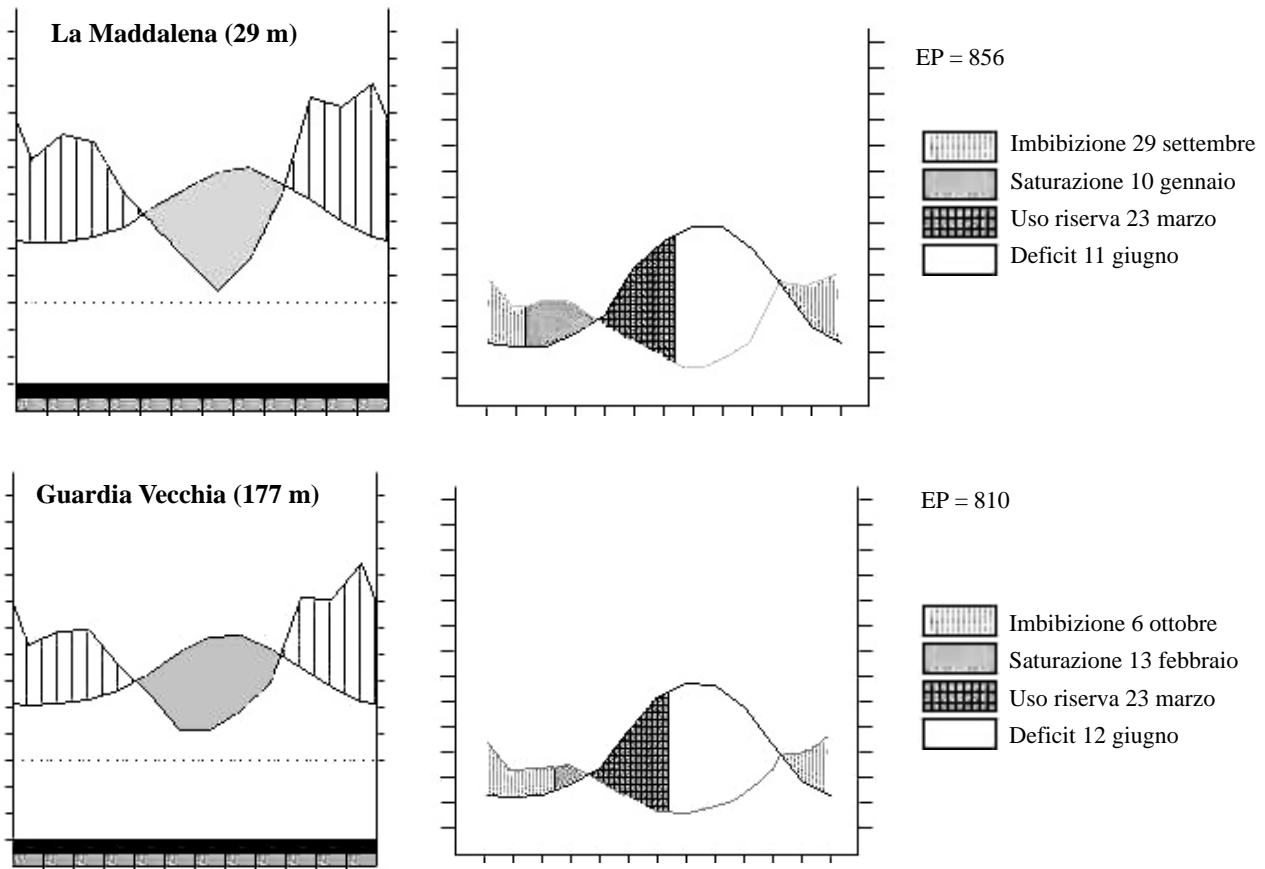 La Maddalena (29 m)
EP = 856
Imbibizione 29 settembre
Saturazione 10 gennaio
Uso riserva 23 marzo
Deficit 11 giugno
Guardia Vecchia (177 m)
EP = 810
Imbibizione 6 ottobre
Saturazione 13 febbraio
Uso riserva 23 marzo
Deficit 12 giugno